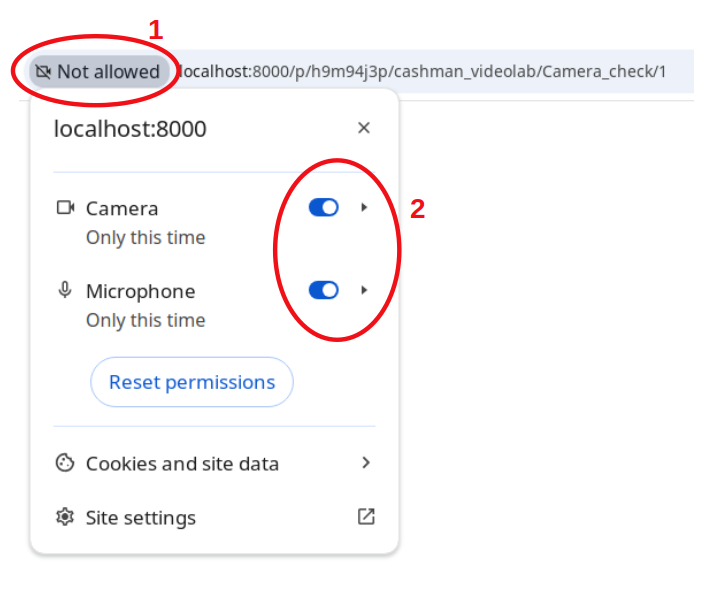 1
Not allowed localhost:8000/p/h9m94j3p/cashman_videolab/Camera_check/1
localhost:8000
Camera
Only this time
2
Microphone
Only this time
Reset permissions
Cookies and site data
Site settings